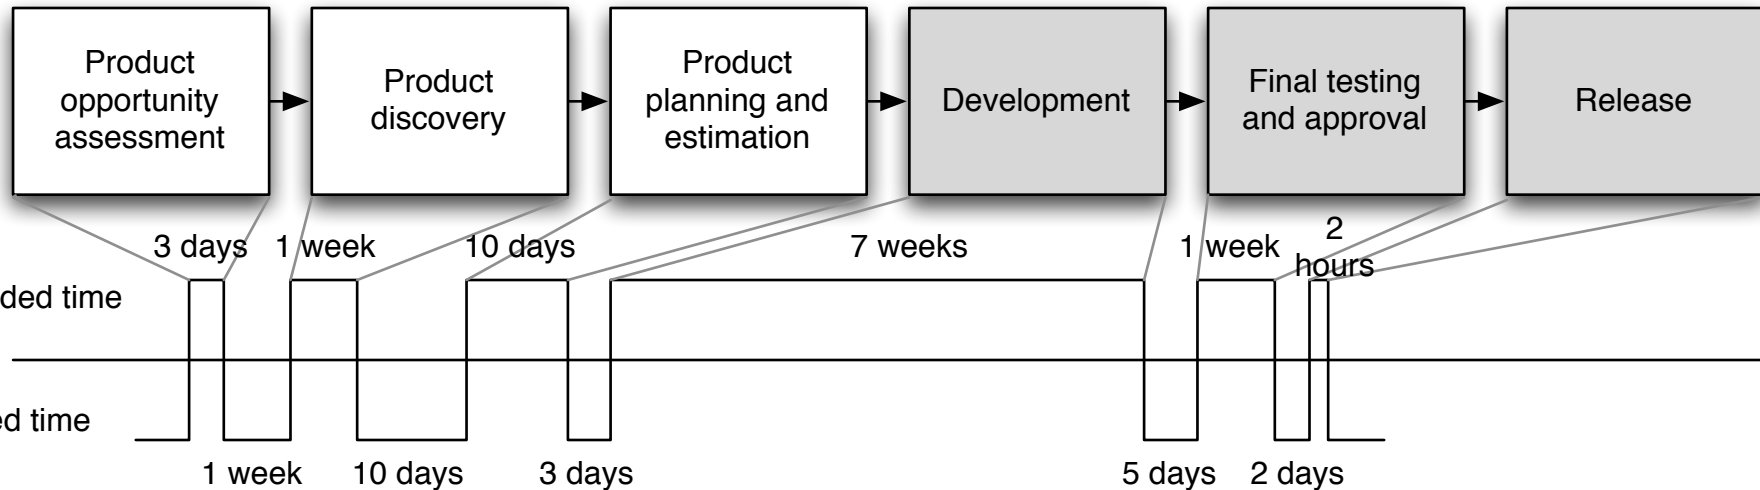 Product
opportunity
assessment
Product
discovery
Product
planning and
estimation
Development
Final testing
and approval
Release
3 days
1 week
10 days
7 weeks
1 week
2
hours
ded time
ed time
1 week
10 days
3 days
5 days
2 days